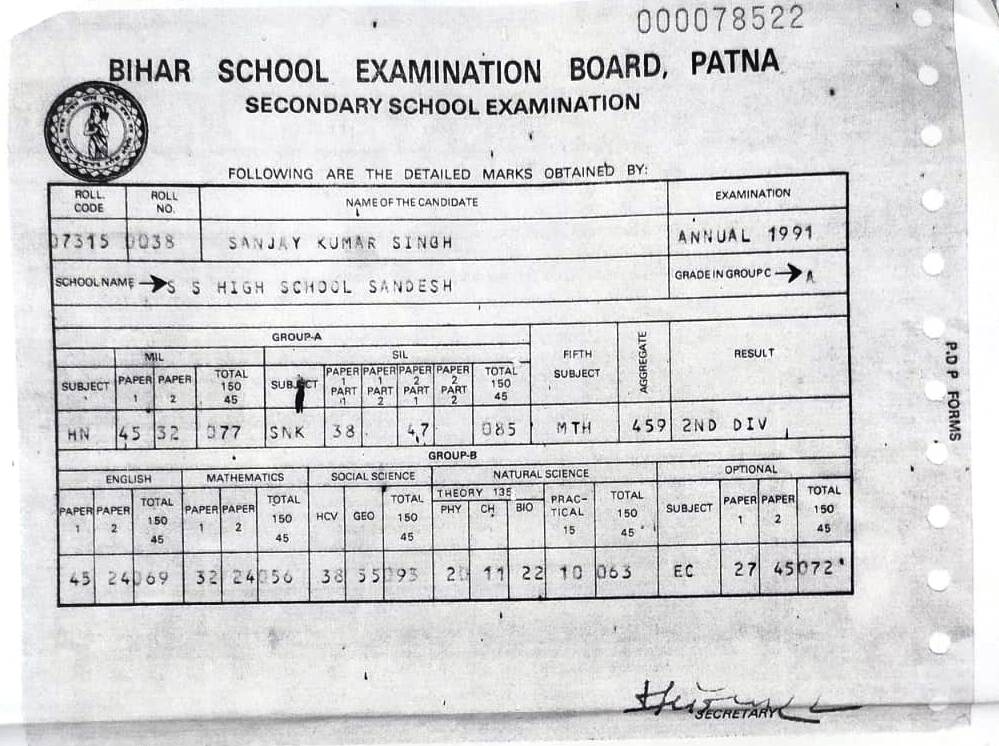 000078522
BIHAR SCHOOL EXAMINATION BOARD, PATNA
SECONDARY SCHOOL EXAMINATION
FOLLOWING ARE THE DETAILED MARKS OBTAINED BY:
ROLL. CODE ROLL NO. NAME OF THE CANDIDATE EXAMINATION
07315 0038 SANJAY KUMAR SINGH ANNUAL 1991
SCHOOL NAME → S S HIGH SCHOOL SANDESH GRADE IN GROUP C → A
GROUP-A
MIL SIL FIFTH SUBJECT AGGREGATE RESULT
SUBJECT PAPER 1 PAPER 2 TOTAL 150 45 SUBJECT PAPER 1 PART 1 PAPER 1 PART 2 PAPER 2 PART 1 PAPER 2 PART 2 TOTAL 150 45
HN 45 32 077 SNK 38 47 085 MTH 459 2ND DIV
GROUP-B
ENGLISH MATHEMATICS SOCIAL SCIENCE NATURAL SCIENCE OPTIONAL
THEORY 135
PAPER 1 PAPER 2 TOTAL 150 45 PAPER 1 PAPER 2 TOTAL 150 45 HCV GEO TOTAL 150 45 PHY CH BIO PRAC-TICAL 15 TOTAL 150 45 SUBJECT PAPER 1 PAPER 2 TOTAL 150 45
45 24 069 32 24 056 38 55 093 20 11 22 10 063 EC 27 45 072
SECRETARY
P.D P FORMS